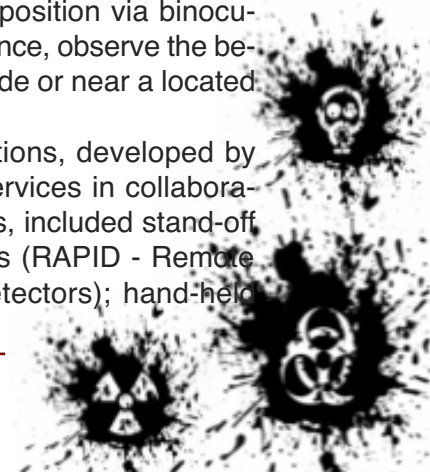 position via binocu-
nce, observe the be-
de or near a located
tions, developed by
ervices in collabora-
s, included stand-off
s (RAPID - Remote
etectors); hand-held